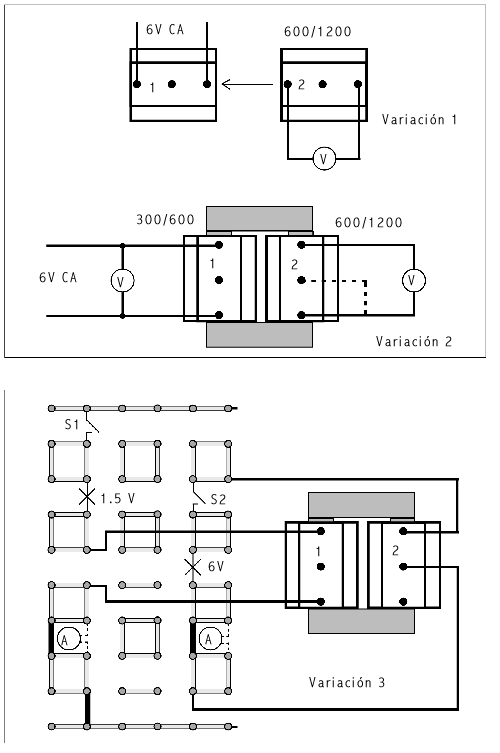 6V CA
600/1200
1
2
V
Variación 1
300/600
600/1200
1
2
6V CA
V
V
Variación 2
S1
1.5 V
S2
1
2
6V
A
A
Variación 3